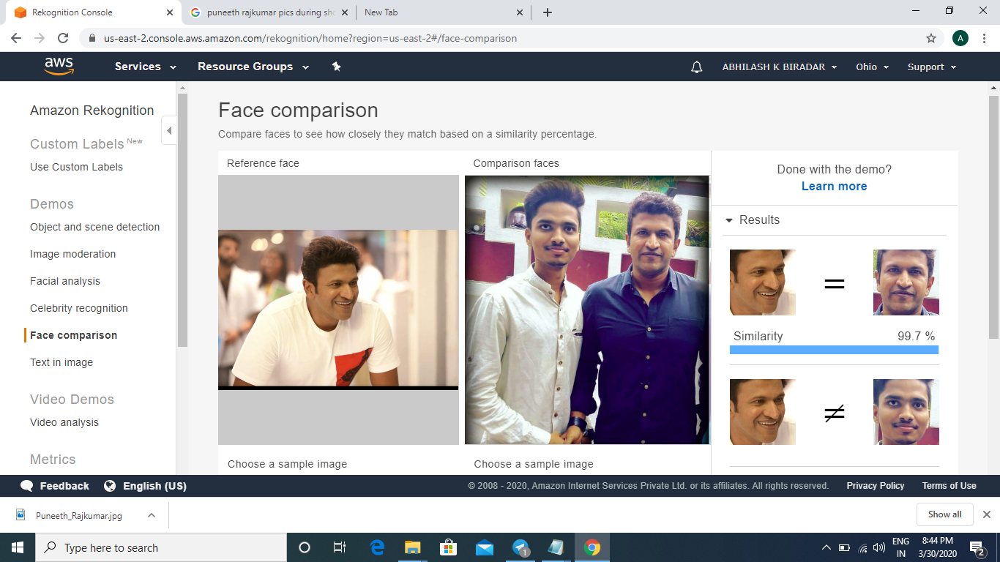 Rekognition Console
puneeth rajkumar pics during sho
New Tab
us-east-2.console.aws.amazon.com/rekognition/home?region=us-east-2#/face-comparison
A
aws
Services
Resource Groups
ABHILASH K BIRADAR
Ohio
Support
Amazon Rekognition
Custom Labels New
Use Custom Labels
Demos
Object and scene detection
Image moderation
Facial analysis
Celebrity recognition
Face comparison
Text in image
Video Demos
Video analysis
Metrics
Face comparison
Compare faces to see how closely they match based on a similarity percentage.
Reference face
Comparison faces
Choose a sample image
Choose a sample image
Done with the demo?
Learn more
Results
=
Similarity 99.7 %
≠
Feedback
English (US)
© 2008 - 2020, Amazon Internet Services Private Ltd. or its affiliates. All rights reserved.
Privacy Policy
Terms of Use
Puneeth_Rajkumar.jpg
Show all
Type here to search
1
ENG
IN
8:44 PM
3/30/2020
2